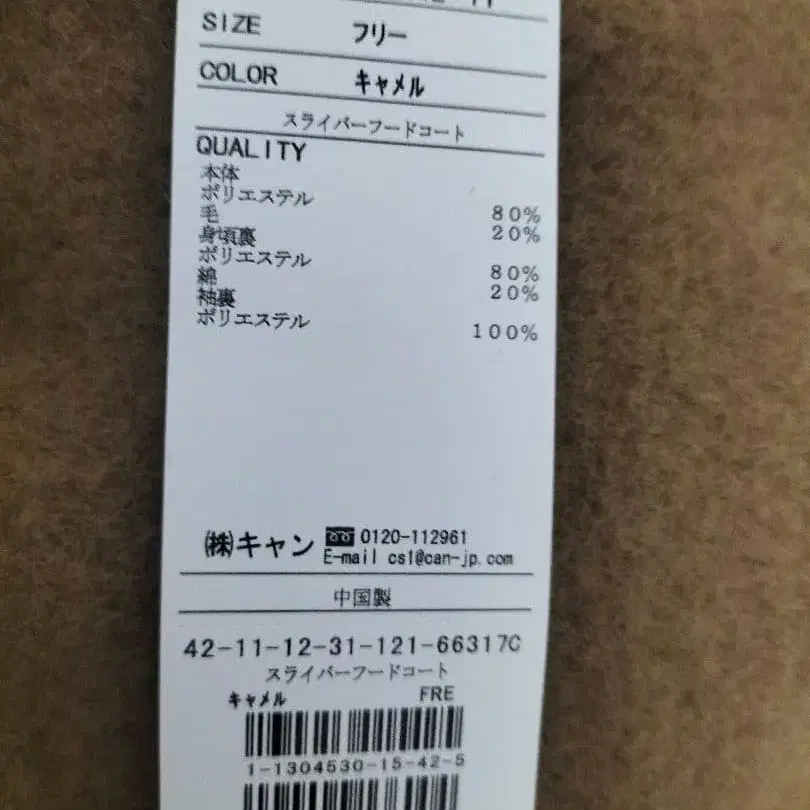 SIZE フリー
COLOR キャメル
スライバーフードコート
QUALITY
本体
ポリエステル 80%
毛 20%
身頃裏
ポリエステル 80%
綿 20%
袖裏
ポリエステル 100%
㈱キャン 0120-112961
E-mail cs1@can-jp.com
中国製
42-11-12-31-121-66317C
スライバーフードコート
キャメル FRE
1-1304530-15-42-5